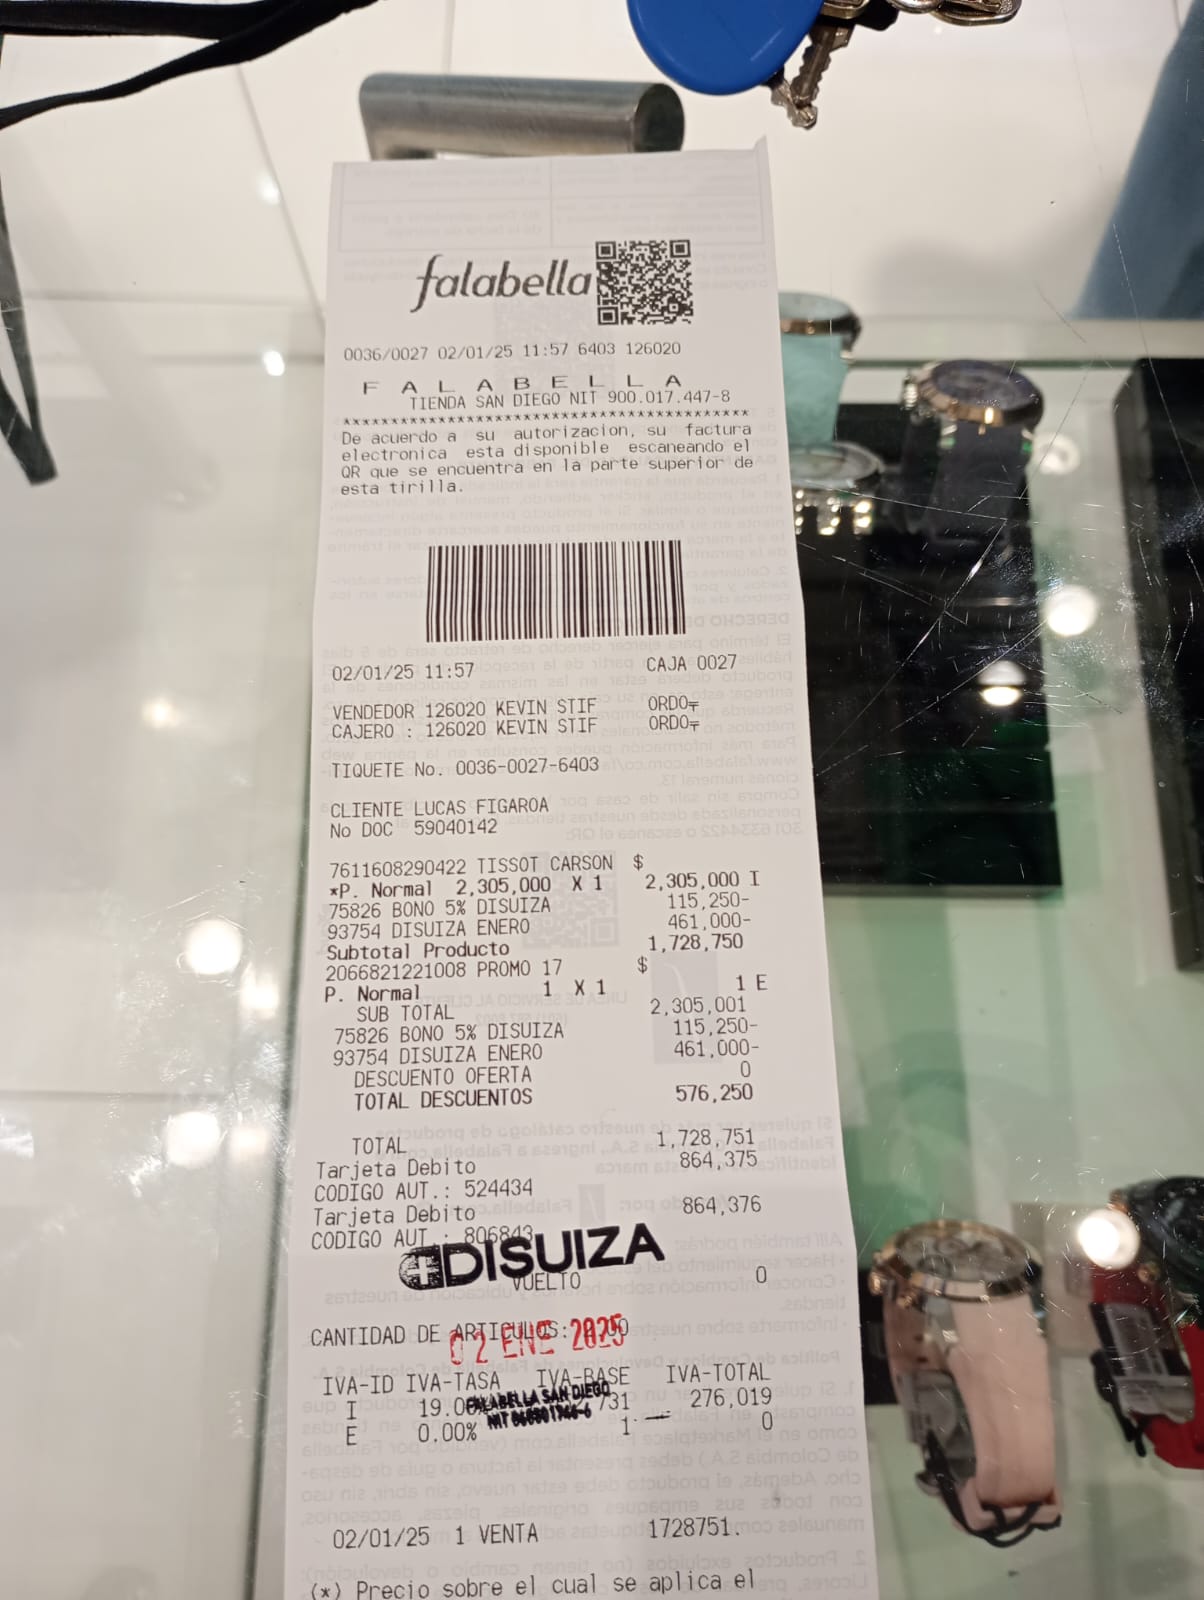 falabella
0036/0027 02/01/25 11:57 6403 126020
F A L A B E L L A
TIENDA SAN DIEGO NIT 900.017.447-8
************************************************
De acuerdo a su autorizacion, su factura
electronica esta disponible escaneando el
QR que se encuentra en la parte superior de
esta tirilla.
02/01/25 11:57 CAJA 0027
VENDEDOR 126020 KEVIN STIF ORDO
CAJERO : 126020 KEVIN STIF ORDO
TIQUETE No. 0036-0027-6403
CLIENTE LUCAS FIGAROA
No DOC 59040142
7611608290422 TISSOT CARSON $
*P. Normal 2,305,000 X 1 2,305,000 I
75826 BONO 5% DISUIZA 115,250-
93754 DISUIZA ENERO 461,000-
Subtotal Producto 1,728,750
2066821221008 PROMO 17 $
P. Normal 1 X 1 1 E
SUB TOTAL 2,305,001
75826 BONO 5% DISUIZA 115,250-
93754 DISUIZA ENERO 461,000-
DESCUENTO OFERTA 0
TOTAL DESCUENTOS 576,250
TOTAL 1,728,751
Tarjeta Debito 864,375
CODIGO AUT.: 524434
Tarjeta Debito 864,376
CODIGO AUT.: 806843
DISUIZA
VUELTO 0
CANTIDAD DE ARTICULOS:
02 ENE 2025
IVA-ID IVA-TASA IVA-BASE IVA-TOTAL
FALABELLA SAN DIEGO
I 19.00% 731 276,019
NIT
E 0.00% 1 0
02/01/25 1 VENTA 1728751.
(*) Precio sobre el cual se aplica el